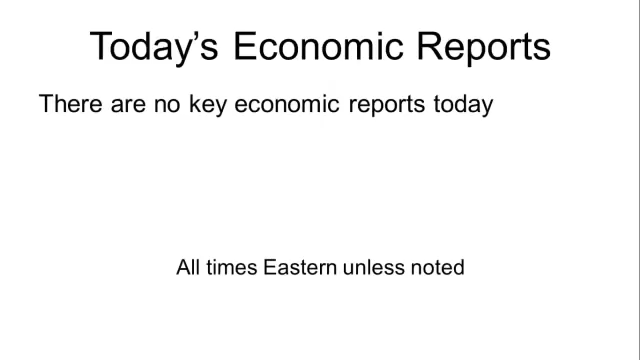 Today’s Economic Reports
There are no key economic reports today
All times Eastern unless noted